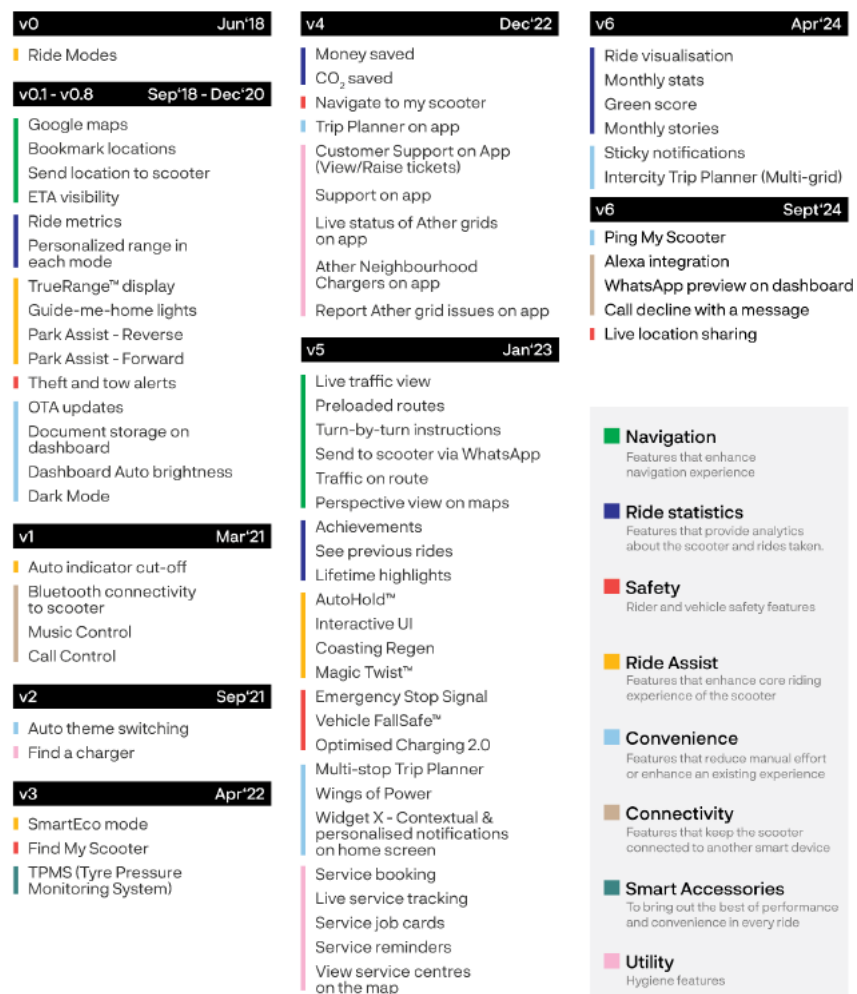 v0 Jun‘18
Ride Modes
v0.1 - v0.8 Sep‘18 - Dec‘20
Google maps
Bookmark locations
Send location to scooter
ETA visibility
Ride metrics
Personalized range in
each mode
TrueRange™ display
Guide-me-home lights
Park Assist - Reverse
Park Assist - Forward
Theft and tow alerts
OTA updates
Document storage on
dashboard
Dashboard Auto brightness
Dark Mode
v1 Mar‘21
Auto indicator cut-off
Bluetooth connectivity
to scooter
Music Control
Call Control
v2 Sep‘21
Auto theme switching
Find a charger
v3 Apr‘22
SmartEco mode
Find My Scooter
TPMS (Tyre Pressure
Monitoring System)
v4 Dec‘22
Money saved
CO₂ saved
Navigate to my scooter
Trip Planner on app
Customer Support on App
(View/Raise tickets)
Support on app
Live status of Ather grids
on app
Ather Neighbourhood
Chargers on app
Report Ather grid issues on app
v5 Jan‘23
Live traffic view
Preloaded routes
Turn-by-turn instructions
Send to scooter via WhatsApp
Traffic on route
Perspective view on maps
Achievements
See previous rides
Lifetime highlights
AutoHold™
Interactive UI
Coasting Regen
Magic Twist™
Emergency Stop Signal
Vehicle FallSafe™
Optimised Charging 2.0
Multi-stop Trip Planner
Wings of Power
Widget X - Contextual &
personalised notifications
on home screen
Service booking
Live service tracking
Service job cards
Service reminders
View service centres
on the map
v6 Apr‘24
Ride visualisation
Monthly stats
Green score
Monthly stories
Sticky notifications
Intercity Trip Planner (Multi-grid)
v6 Sept‘24
Ping My Scooter
Alexa integration
WhatsApp preview on dashboard
Call decline with a message
Live location sharing
Navigation
Features that enhance
navigation experience
Ride statistics
Features that provide analytics
about the scooter and rides taken.
Safety
Rider and vehicle safety features
Ride Assist
Features that enhance core riding
experience of the scooter
Convenience
Features that reduce manual effort
or enhance an existing experience
Connectivity
Features that keep the scooter
connected to another smart device
Smart Accessories
To bring out the best of performance
and convenience in every ride
Utility
Hygiene features